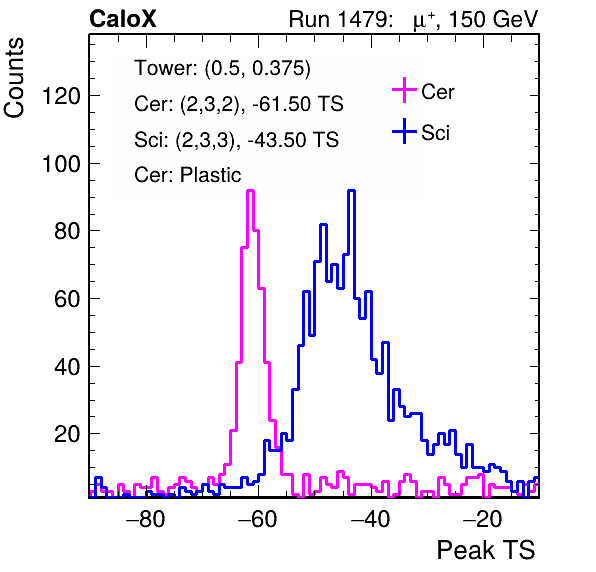 CaloX Run 1479: μ⁺, 150 GeV
Counts
Tower: (0.5, 0.375)
Cer: (2,3,2), -61.50 TS
Sci: (2,3,3), -43.50 TS
Cer: Plastic
Cer
Sci
120
100
80
60
40
20
−80 −60 −40 −20
Peak TS